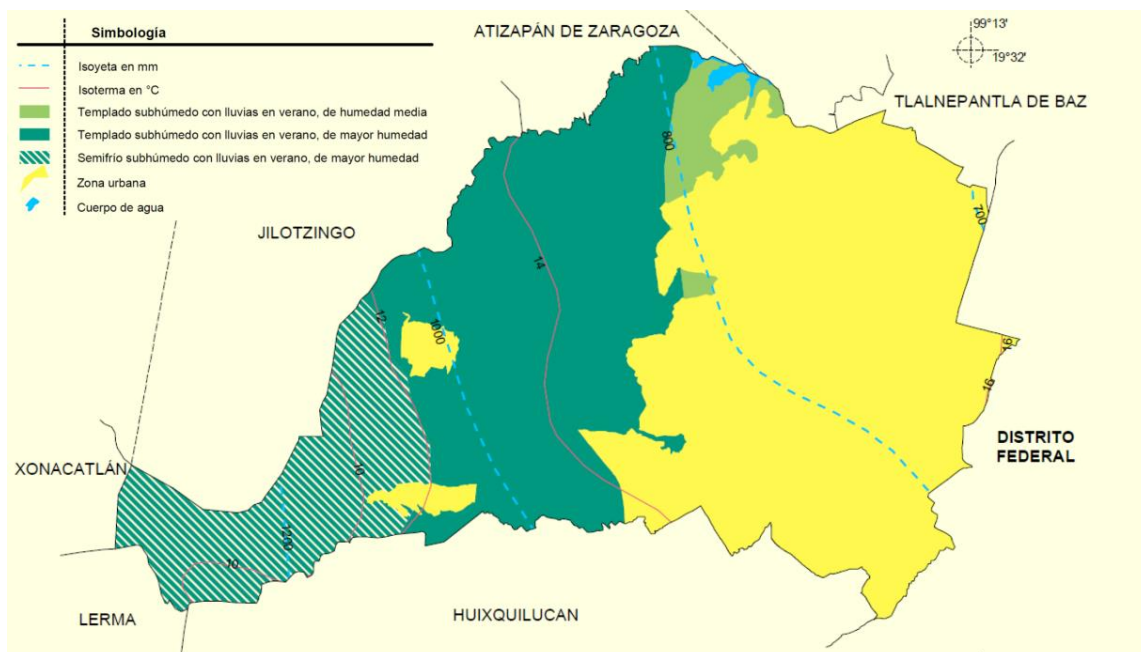 Simbología
Isoyeta en mm
Isoterma en °C
Templado subhúmedo con lluvias en verano, de humedad media
Templado subhúmedo con lluvias en verano, de mayor humedad
Semifrío subhúmedo con lluvias en verano, de mayor humedad
Zona urbana
Cuerpo de agua
ATIZAPÁN DE ZARAGOZA
99°13'
19°32'
TLALNEPANTLA DE BAZ
JILOTZINGO
800
700
14
12
1000
16
16
DISTRITO
FEDERAL
XONACATLÁN
10
1200
10
LERMA
HUIXQUILUCAN